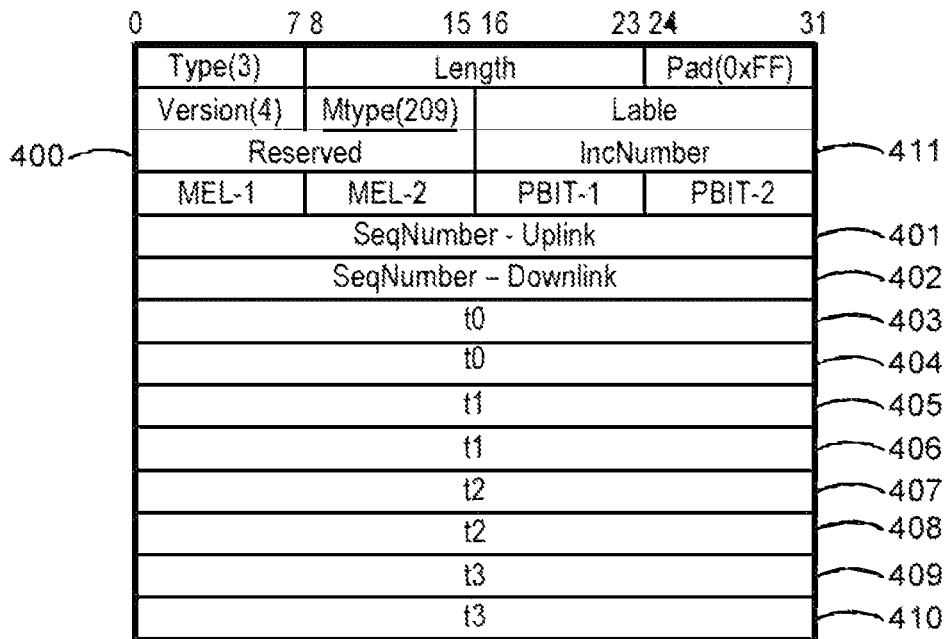 0 7 8 15 16 23 24 31
Type(3) Length Pad(0xFF)
Version(4) Mtype(209) Lable
400 Reserved IncNumber 411
MEL-1 MEL-2 PBIT-1 PBIT-2
SeqNumber - Uplink 401
SeqNumber – Downlink 402
t0 403
t0 404
t1 405
t1 406
t2 407
t2 408
t3 409
t3 410